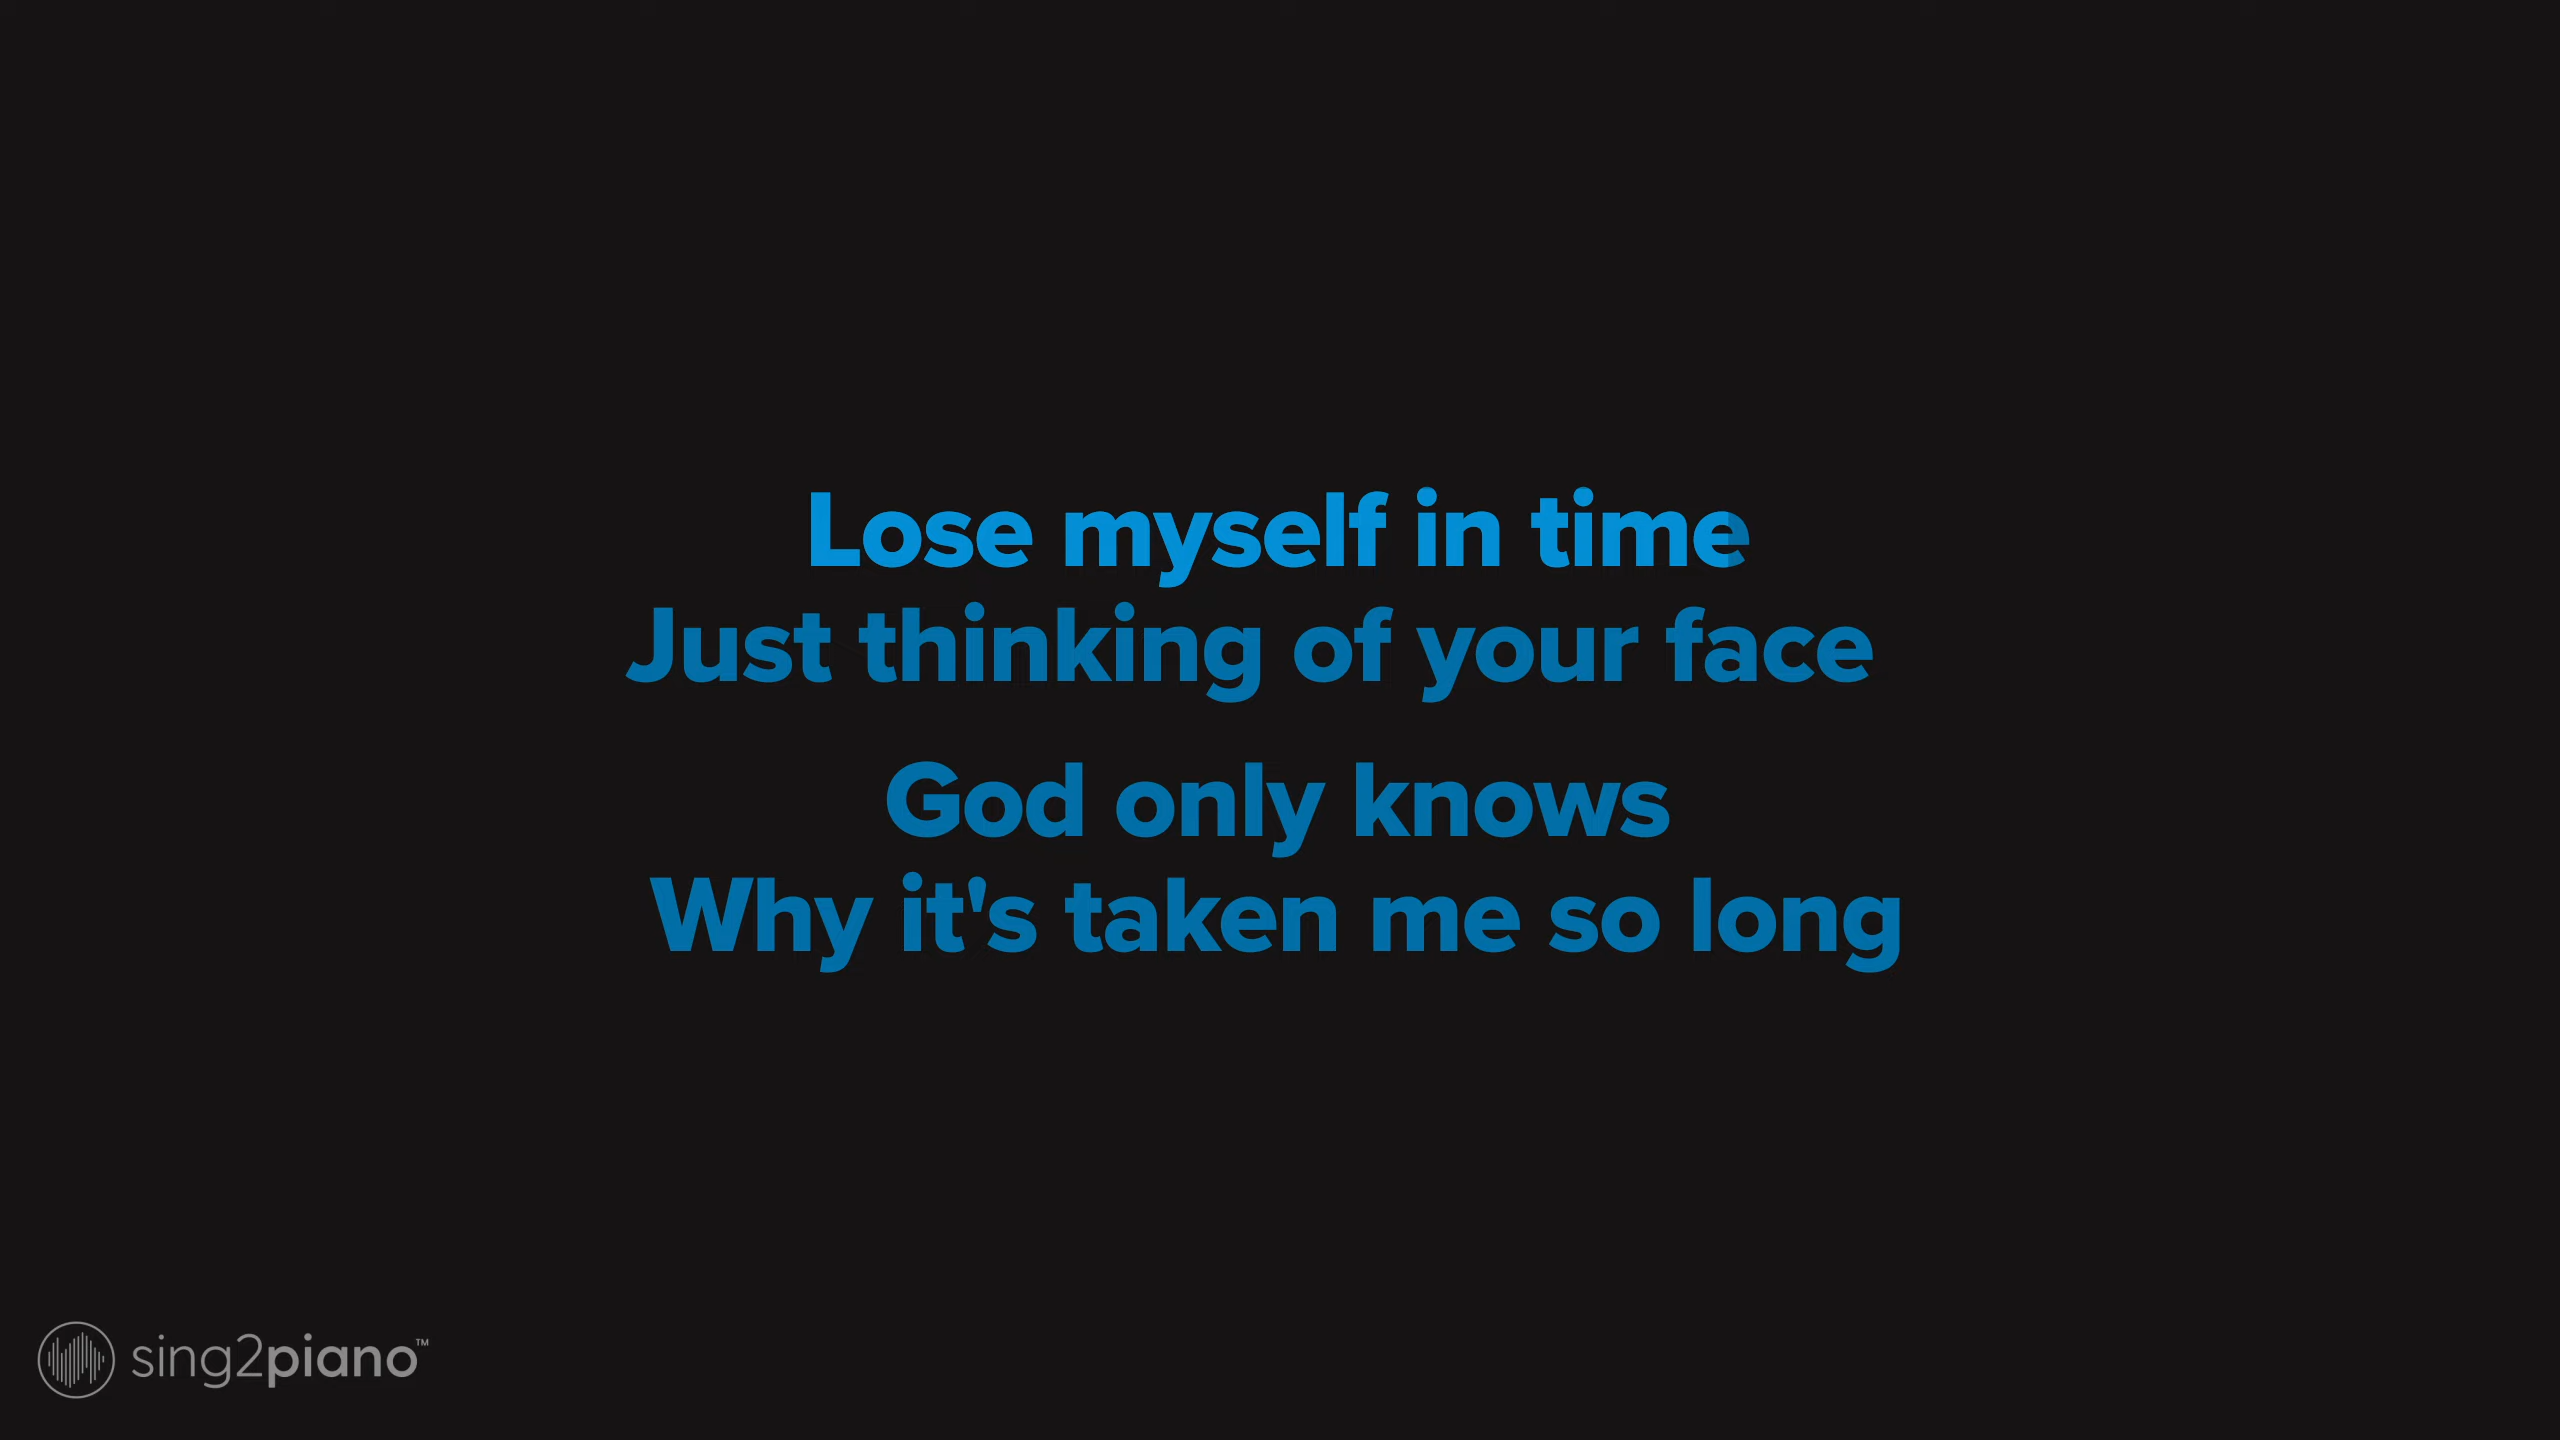 Lose myself in time
Just thinking of your face
God only knows
Why it's taken me so long
sing2piano™